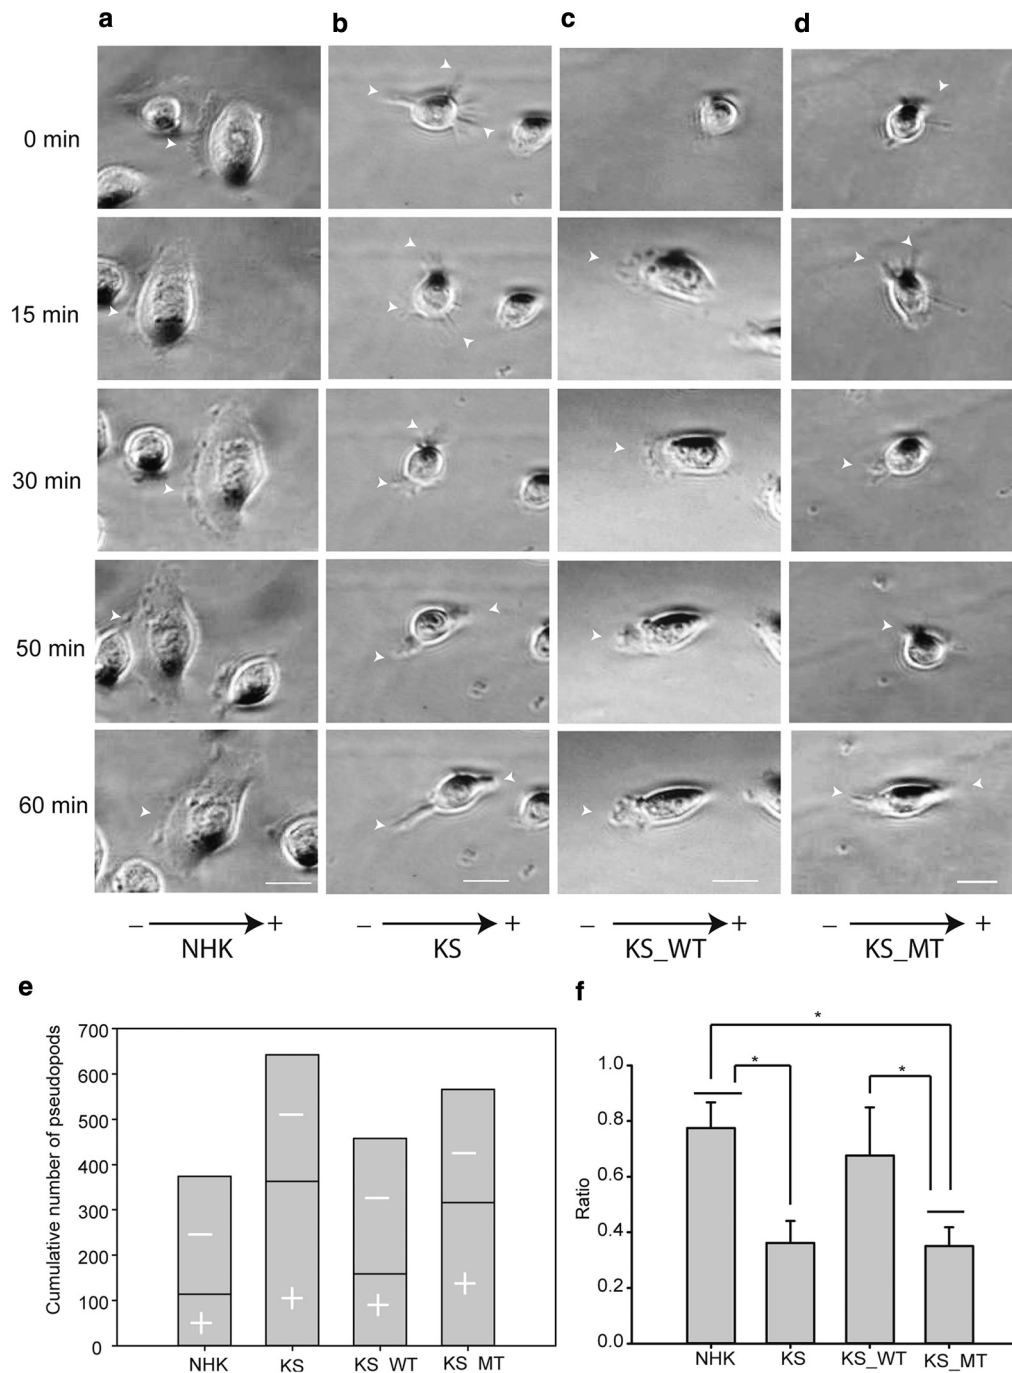 a
b
c
d
0 min
15 min
30 min
50 min
60 min
− +
NHK
− +
KS
− +
KS_WT
− +
KS_MT
e
Cumulative number of pseudopods
700
600
500
400
300
200
100
0
−
+
−
+
−
+
−
+
NHK
KS
KS_WT
KS_MT
f
Ratio
1.0
0.8
0.6
0.4
0.2
0.0
*
*
*
NHK
KS
KS_WT
KS_MT